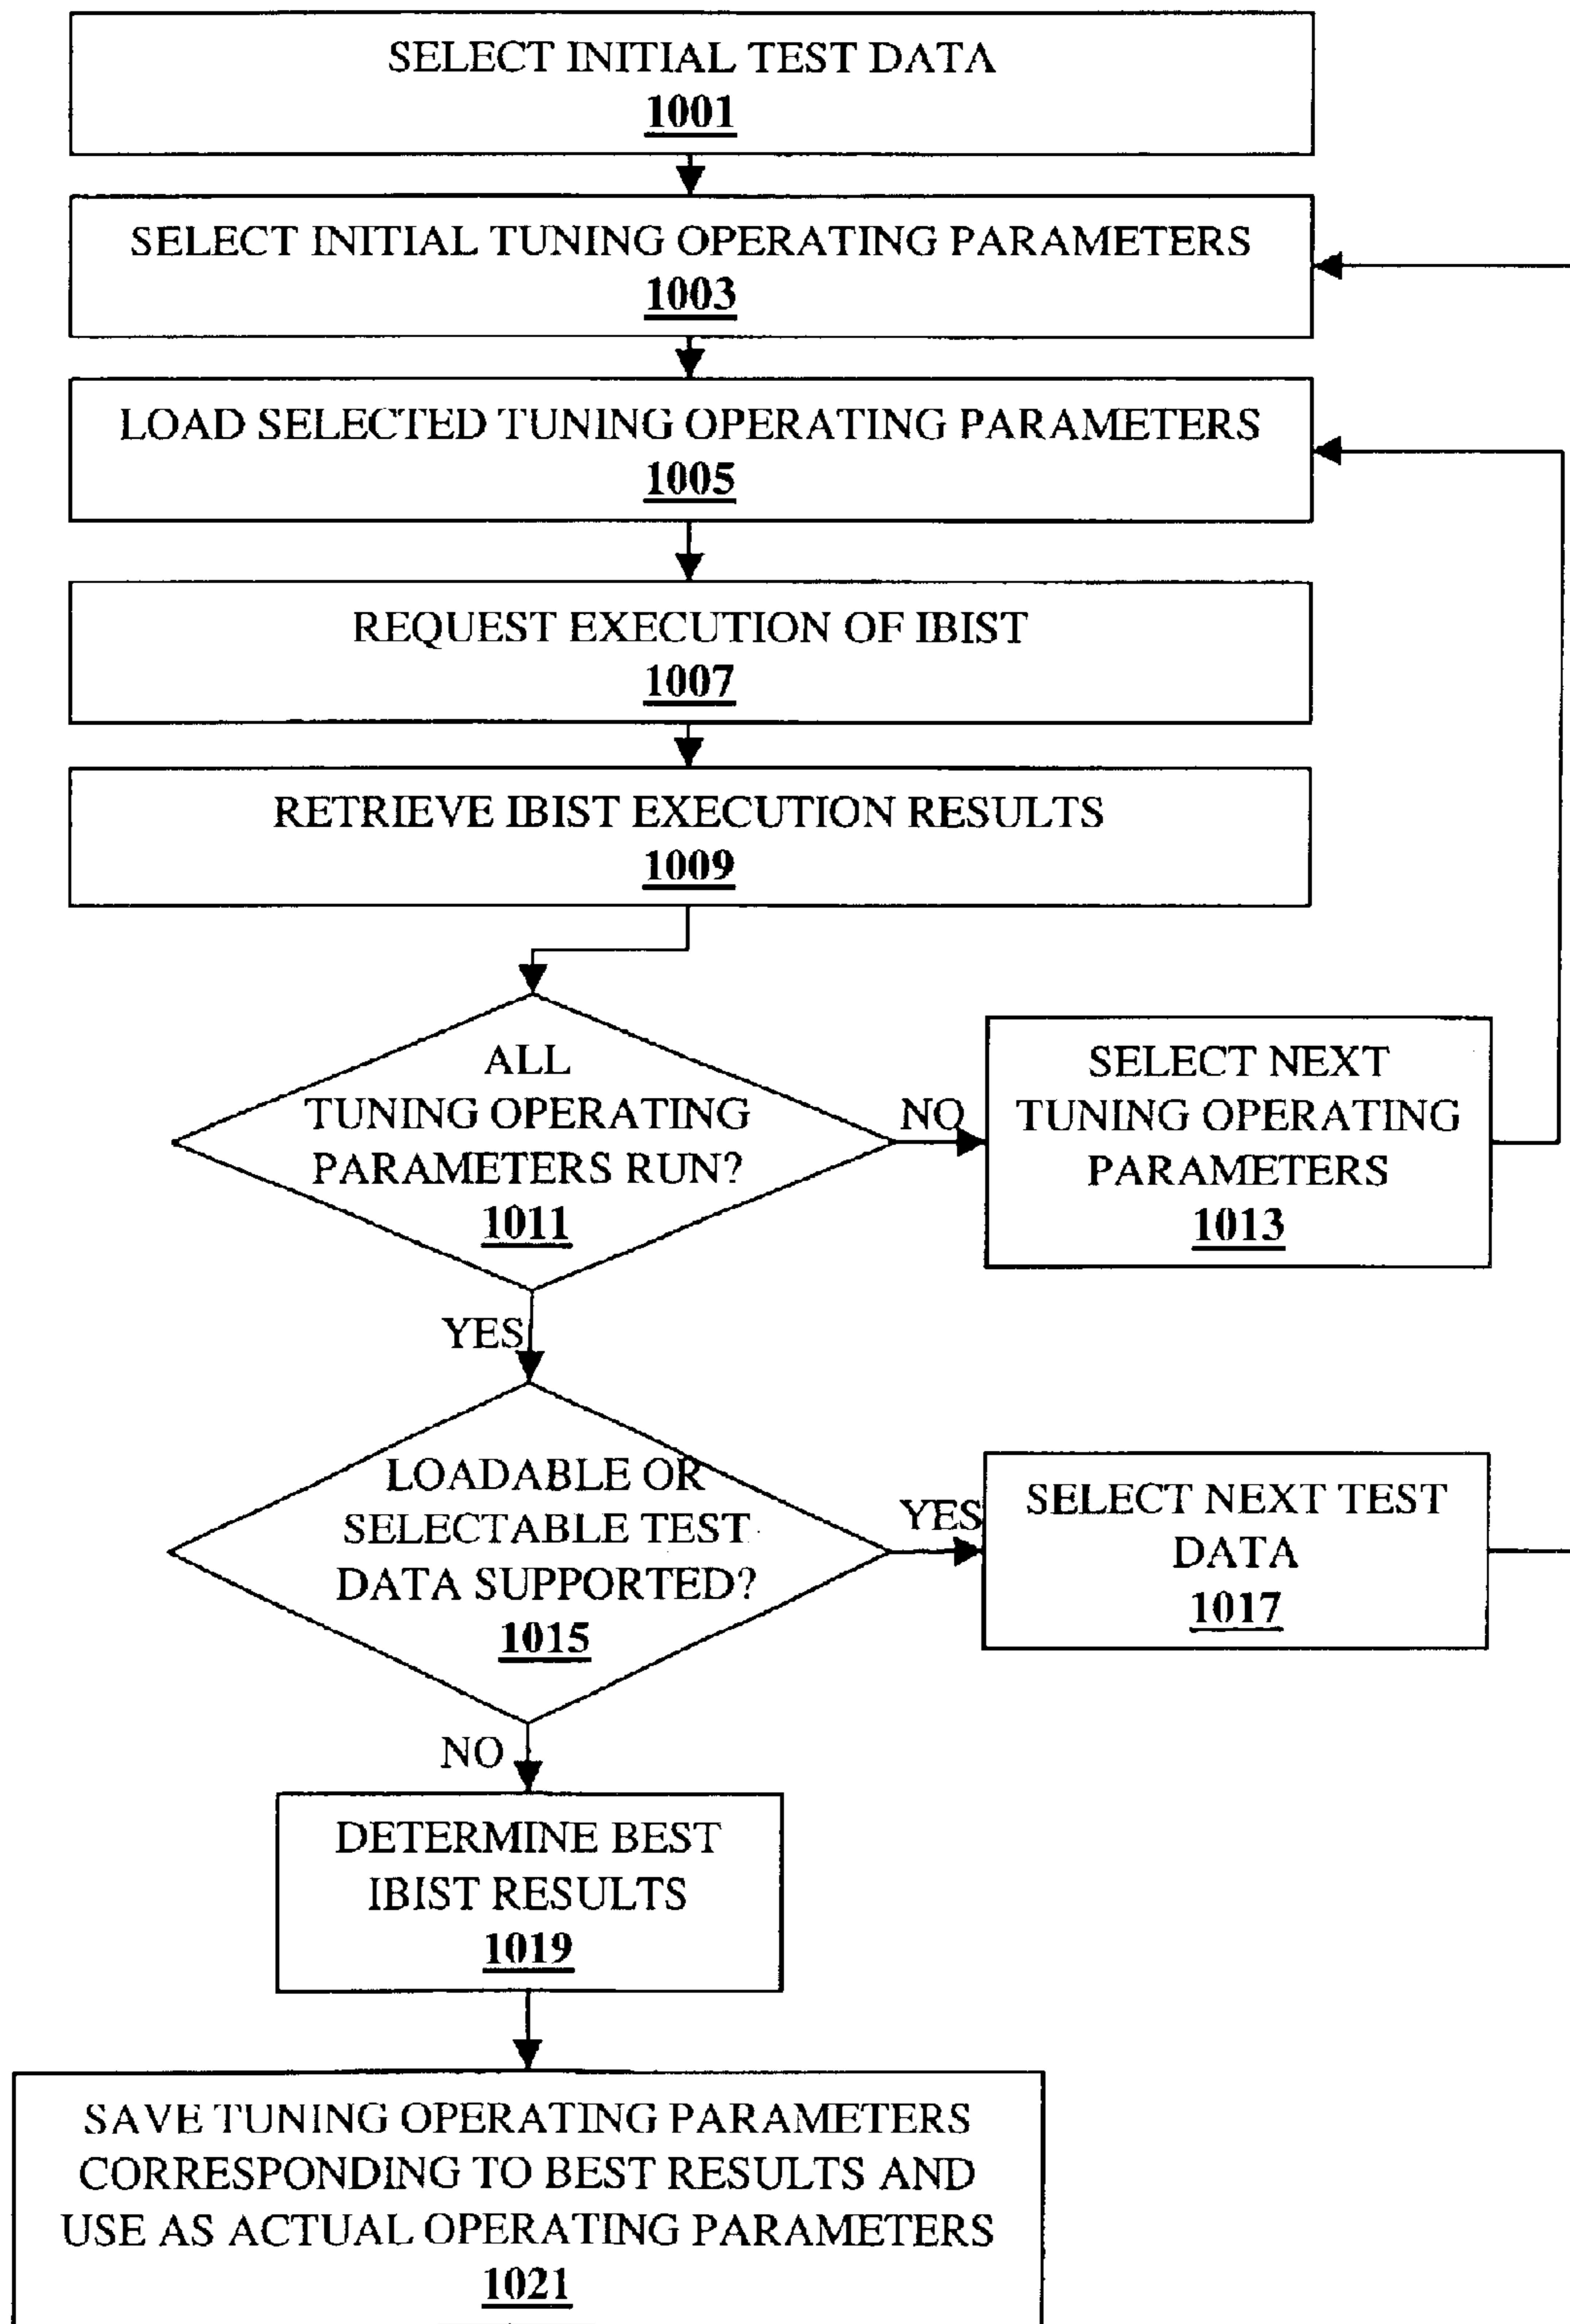 SELECT INITIAL TEST DATA
1001
SELECT INITIAL TUNING OPERATING PARAMETERS
1003
LOAD SELECTED TUNING OPERATING PARAMETERS
1005
REQUEST EXECUTION OF IBIST
1007
RETRIEVE IBIST EXECUTION RESULTS
1009
ALL
TUNING OPERATING
PARAMETERS RUN?
1011
NO
SELECT NEXT
TUNING OPERATING
PARAMETERS
1013
YES
LOADABLE OR
SELECTABLE TEST
DATA SUPPORTED?
1015
YES
SELECT NEXT TEST
DATA
1017
NO
DETERMINE BEST
IBIST RESULTS
1019
SAVE TUNING OPERATING PARAMETERS
CORRESPONDING TO BEST RESULTS AND
USE AS ACTUAL OPERATING PARAMETERS
1021